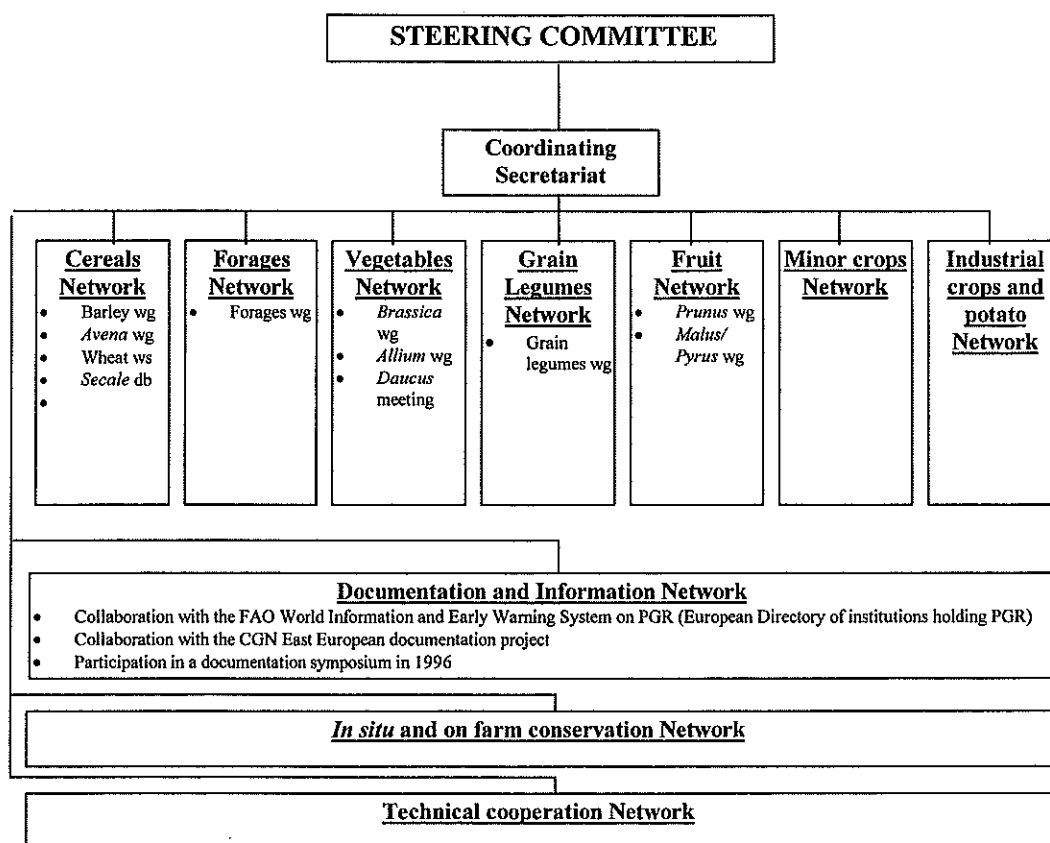 STEERING COMMITTEE
Coordinating
Secretariat
Cereals
Network
• Barley wg
• Avena wg
• Wheat ws
• Secale db
•
Forages
Network
• Forages wg
Vegetables
Network
• Brassica
wg
• Allium wg
• Daucus
meeting
Grain
Legumes
Network
• Grain
legumes wg
Fruit
Network
• Prunus wg
• Malus/
Pyrus wg
Minor crops
Network
Industrial
crops and
potato
Network
Documentation and Information Network
• Collaboration with the FAO World Information and Early Warning System on PGR (European Directory of institutions holding PGR)
• Collaboration with the CGN East European documentation project
• Participation in a documentation symposium in 1996
In situ and on farm conservation Network
Technical cooperation Network